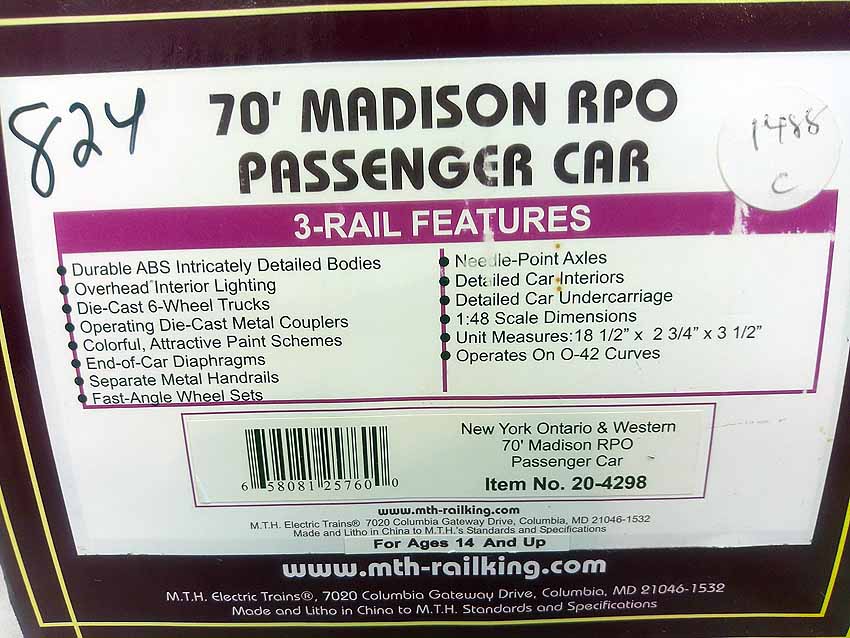 824
70' MADISON RPO
PASSENGER CAR
1488
C
3-RAIL FEATURES
• Durable ABS Intricately Detailed Bodies
• Overhead Interior Lighting
• Die-Cast 6-Wheel Trucks
• Operating Die-Cast Metal Couplers
• Colorful, Attractive Paint Schemes
• End-of-Car Diaphragms
• Separate Metal Handrails
• Fast-Angle Wheel Sets
• Needle-Point Axles
• Detailed Car Interiors
• Detailed Car Undercarriage
• 1:48 Scale Dimensions
• Unit Measures:18 1/2” x 2 3/4” x 3 1/2”
• Operates On O-42 Curves
6 58081 25760 0
New York Ontario & Western
70' Madison RPO
Passenger Car
Item No. 20-4298
www.mth-railking.com
M.T.H. Electric Trains® 7020 Columbia Gateway Drive, Columbia, MD 21046-1532
Made and Litho in China to M.T.H.'s Standards and Specifications
For Ages 14 And Up
www.mth-railking.com
M.T.H. Electric Trains®, 7020 Columbia Gateway Drive, Columbia, MD 21046-1532
Made and Litho in China to M.T.H. Standards and Specifications